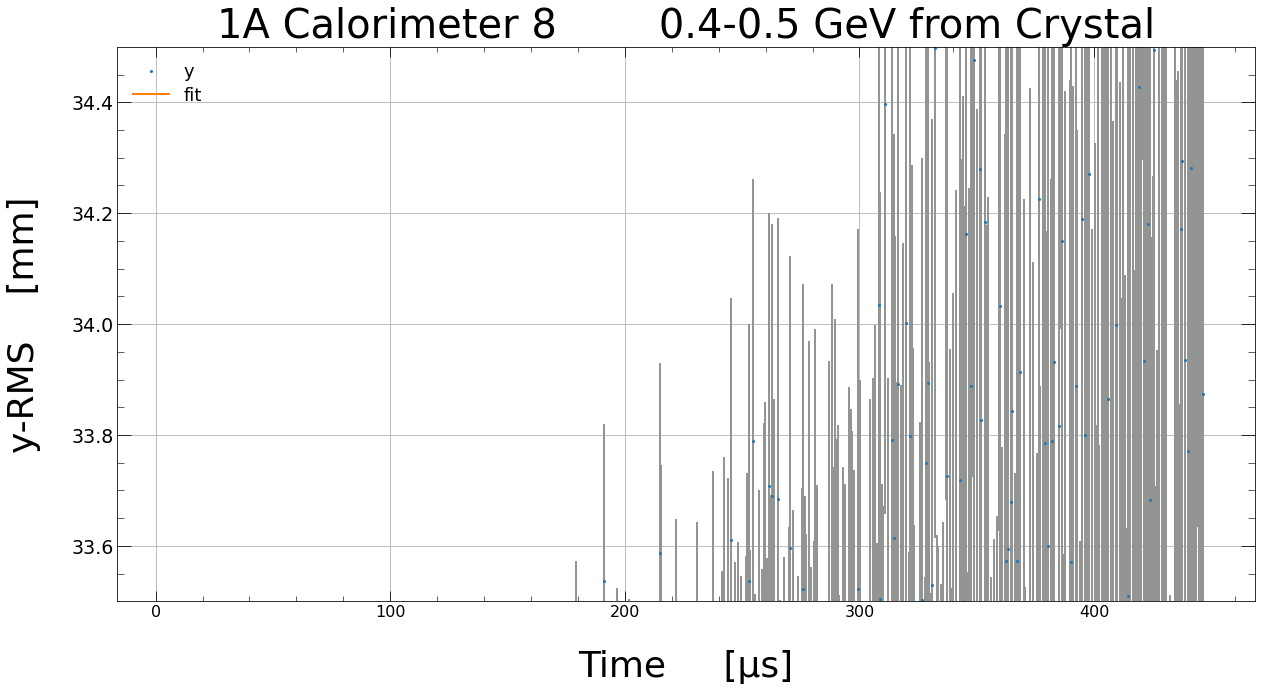 1A Calorimeter 8 0.4-0.5 GeV from Crystal
y
fit
34.4
34.2
34.0
33.8
33.6
y-RMS [mm]
0 100 200 300 400
Time [µs]